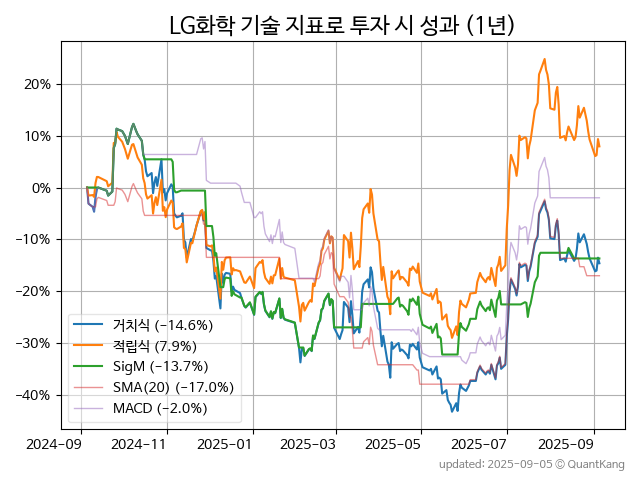 LG화학 기술 지표로 투자 시 성과 (1년)
20%
10%
0%
−10%
−20%
−30%
−40%
거치식 (−14.6%)
적립식 (7.9%)
SigM (−13.7%)
SMA(20) (−17.0%)
MACD (−2.0%)
2024−09
2024−11
2025−01
2025−03
2025−05
2025−07
2025−09
updated: 2025-09-05 © QuantKang